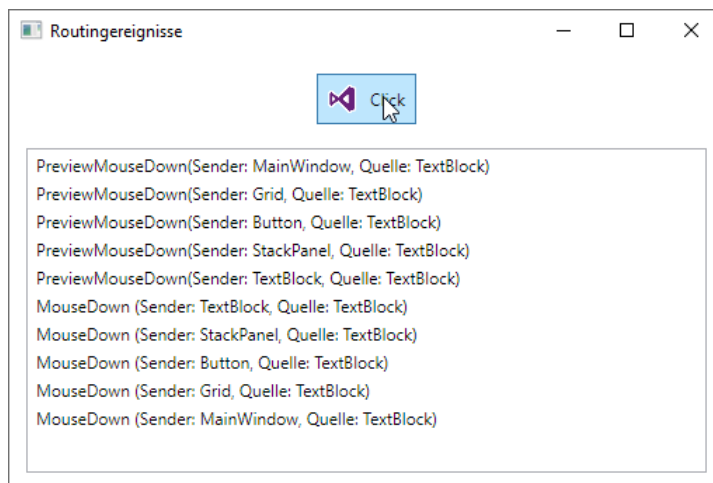 Routingereignisse
Click
PreviewMouseDown(Sender: MainWindow, Quelle: TextBlock)
PreviewMouseDown(Sender: Grid, Quelle: TextBlock)
PreviewMouseDown(Sender: Button, Quelle: TextBlock)
PreviewMouseDown(Sender: StackPanel, Quelle: TextBlock)
PreviewMouseDown(Sender: TextBlock, Quelle: TextBlock)
MouseDown (Sender: TextBlock, Quelle: TextBlock)
MouseDown (Sender: StackPanel, Quelle: TextBlock)
MouseDown (Sender: Button, Quelle: TextBlock)
MouseDown (Sender: Grid, Quelle: TextBlock)
MouseDown (Sender: MainWindow, Quelle: TextBlock)